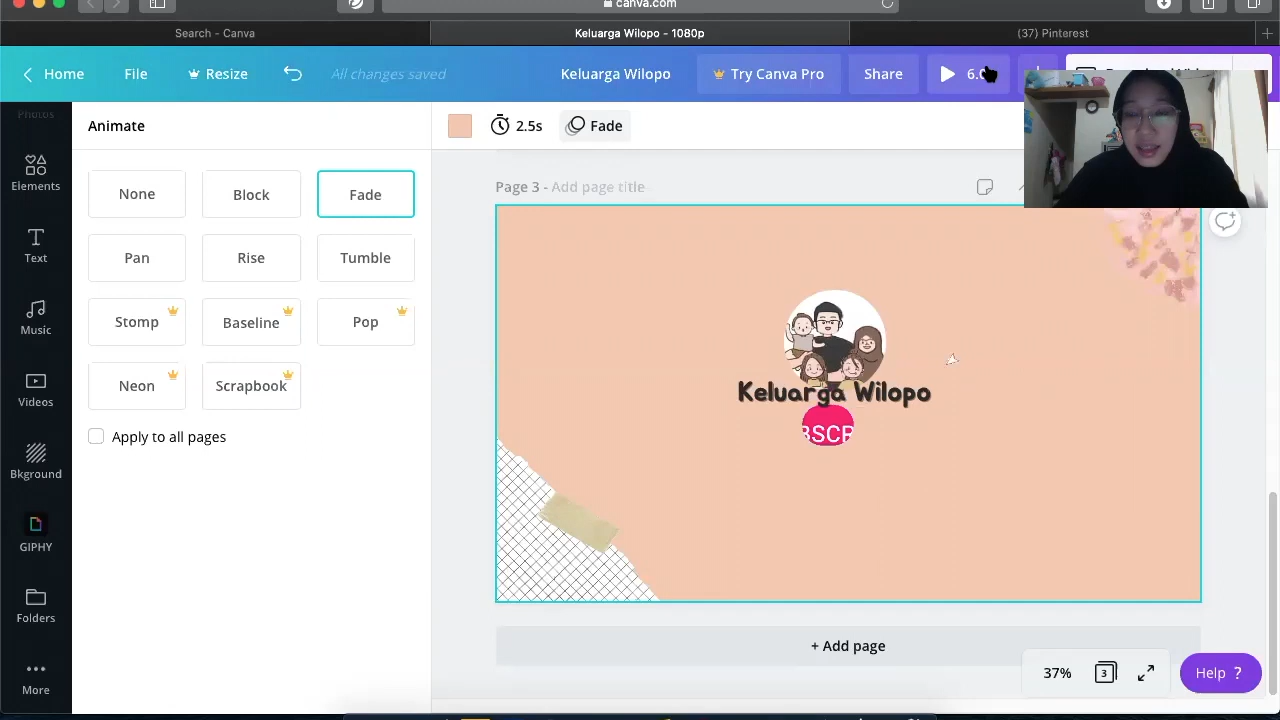 canva.com
Search - Canva
Keluarga Wilopo - 1080p
(37) Pinterest
Home
File
Resize
All changes saved
Keluarga Wilopo
Try Canva Pro
Share
Photos
Elements
Text
Music
Videos
Bkground
GIPHY
Folders
More
Animate
None
Block
Fade
Pan
Rise
Tumble
Stomp
Baseline
Pop
Neon
Scrapbook
Apply to all pages
2.5s
Fade
Page 3 - Add page title
Keluarga Wilopo
+ Add page
37%
3
Help ?